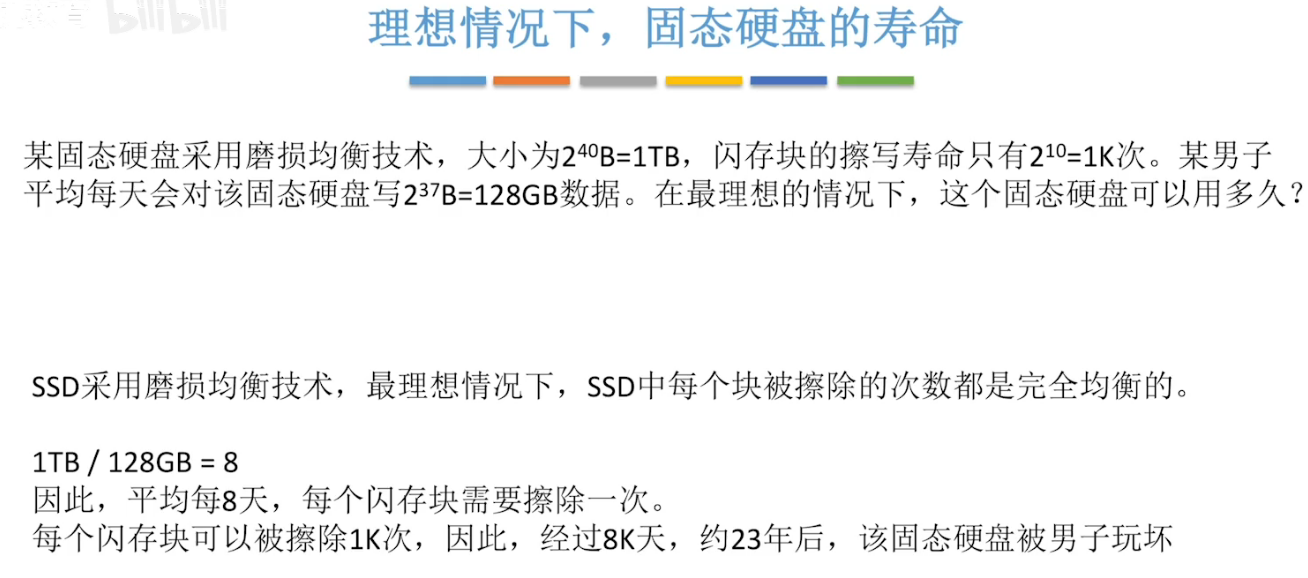 bilibili
理想情况下，固态硬盘的寿命
某固态硬盘采用磨损均衡技术，大小为2⁴⁰B=1TB，闪存块的擦写寿命只有2¹⁰=1K次。某男子
平均每天会对该固态硬盘写2³⁷B=128GB数据。在最理想的情况下，这个固态硬盘可以用多久？
SSD采用磨损均衡技术，最理想情况下，SSD中每个块被擦除的次数都是完全均衡的。
1TB / 128GB = 8
因此，平均每8天，每个闪存块需要擦除一次。
每个闪存块可以被擦除1K次，因此，经过8K天，约23年后，该固态硬盘被男子玩坏